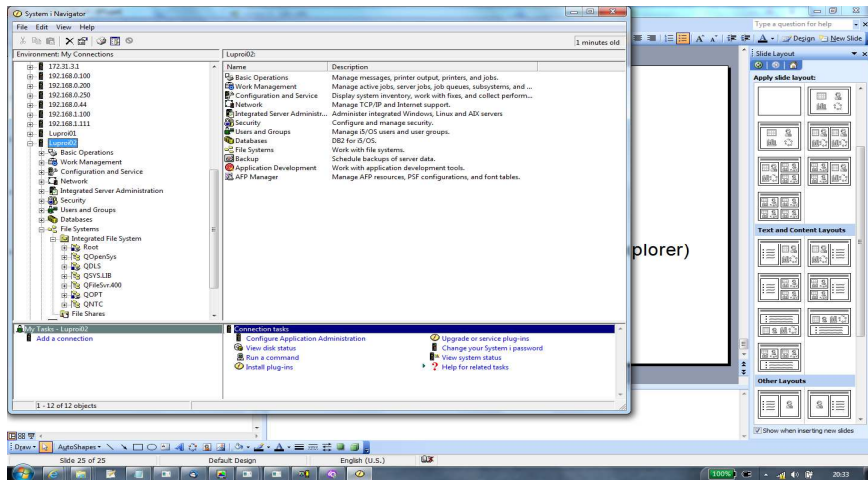 System i Navigator
File Edit View Help
1 minutes old
Environment: My Connections
172.31.3.1
192.168.0.100
192.168.0.200
192.168.0.250
192.168.0.44
192.168.1.100
192.168.1.111
Luproi01
Luproi02
Basic Operations
Work Management
Configuration and Service
Network
Integrated Server Administration
Security
Users and Groups
Databases
File Systems
Integrated File System
Root
QOpenSys
QDLS
QSYS.LIB
QFileSvr.400
QOPT
QNTC
File Shares
Luproi02:
Name Description
Basic Operations Manage messages, printer output, printers, and jobs.
Work Management Manage active jobs, server jobs, job queues, subsystems, and ...
Configuration and Service Display system inventory, work with fixes, and collect perform...
Network Manage TCP/IP and Internet support.
Integrated Server Administr... Administer integrated Windows, Linux and AIX servers
Security Configure and manage security.
Users and Groups Manage i5/OS users and user groups.
Databases DB2 for i5/OS.
File Systems Work with file systems.
Backup Schedule backups of server data.
Application Development Work with application development tools.
AFP Manager Manage AFP resources, PSF configurations, and font tables.
My Tasks - Luproi02
Add a connection
Connection tasks
Configure Application Administration
View disk status
Run a command
Install plug-ins
Upgrade or service plug-ins
Change your System i password
View system status
Help for related tasks
1 - 12 of 12 objects
Type a question for help
Design New Slide
plorer)
Slide Layout
Apply slide layout:
Text and Content Layouts
Other Layouts
Show when inserting new slides
Draw AutoShapes
Slide 25 of 25 Default Design English (U.S.)
100% 20:33